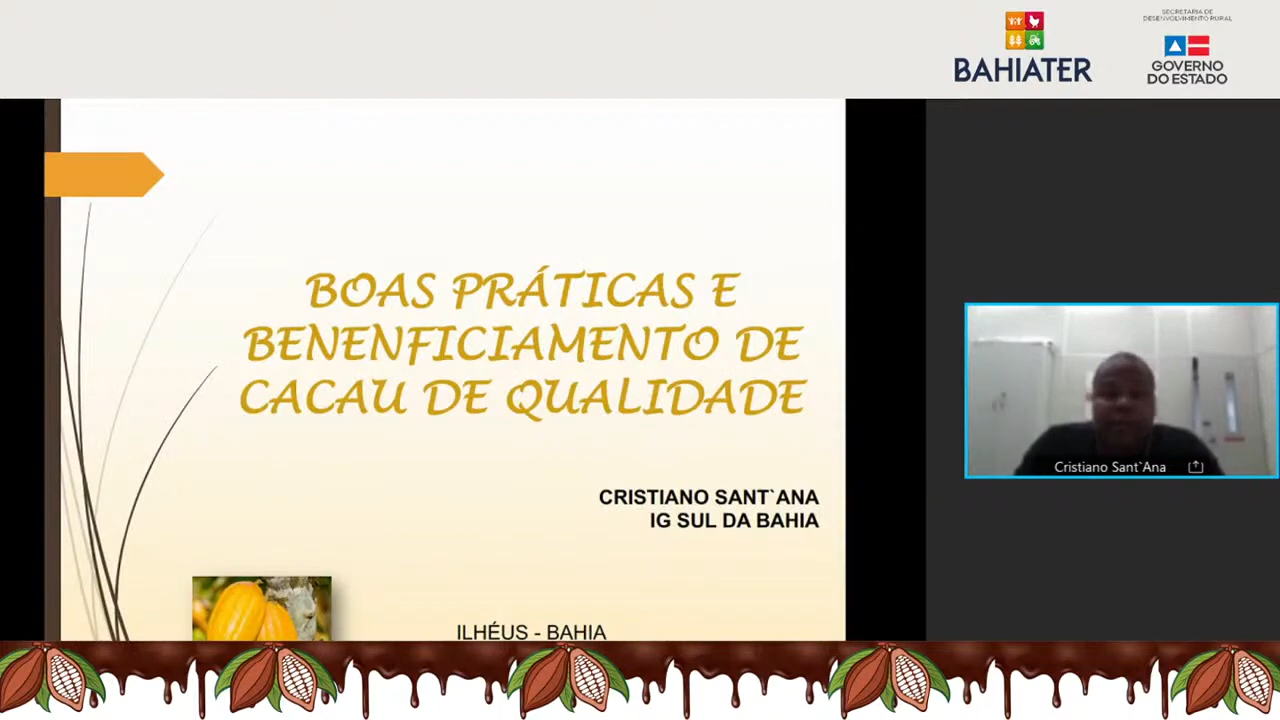 SECRETARIA DE
DESENVOLVIMENTO RURAL
BAHIATER
GOVERNO
DO ESTADO
BOAS PRÁTICAS E
BENENFICIAMENTO DE
CACAU DE QUALIDADE
CRISTIANO SANT`ANA
IG SUL DA BAHIA
Cristiano Sant`Ana
ILHÉUS - BAHIA